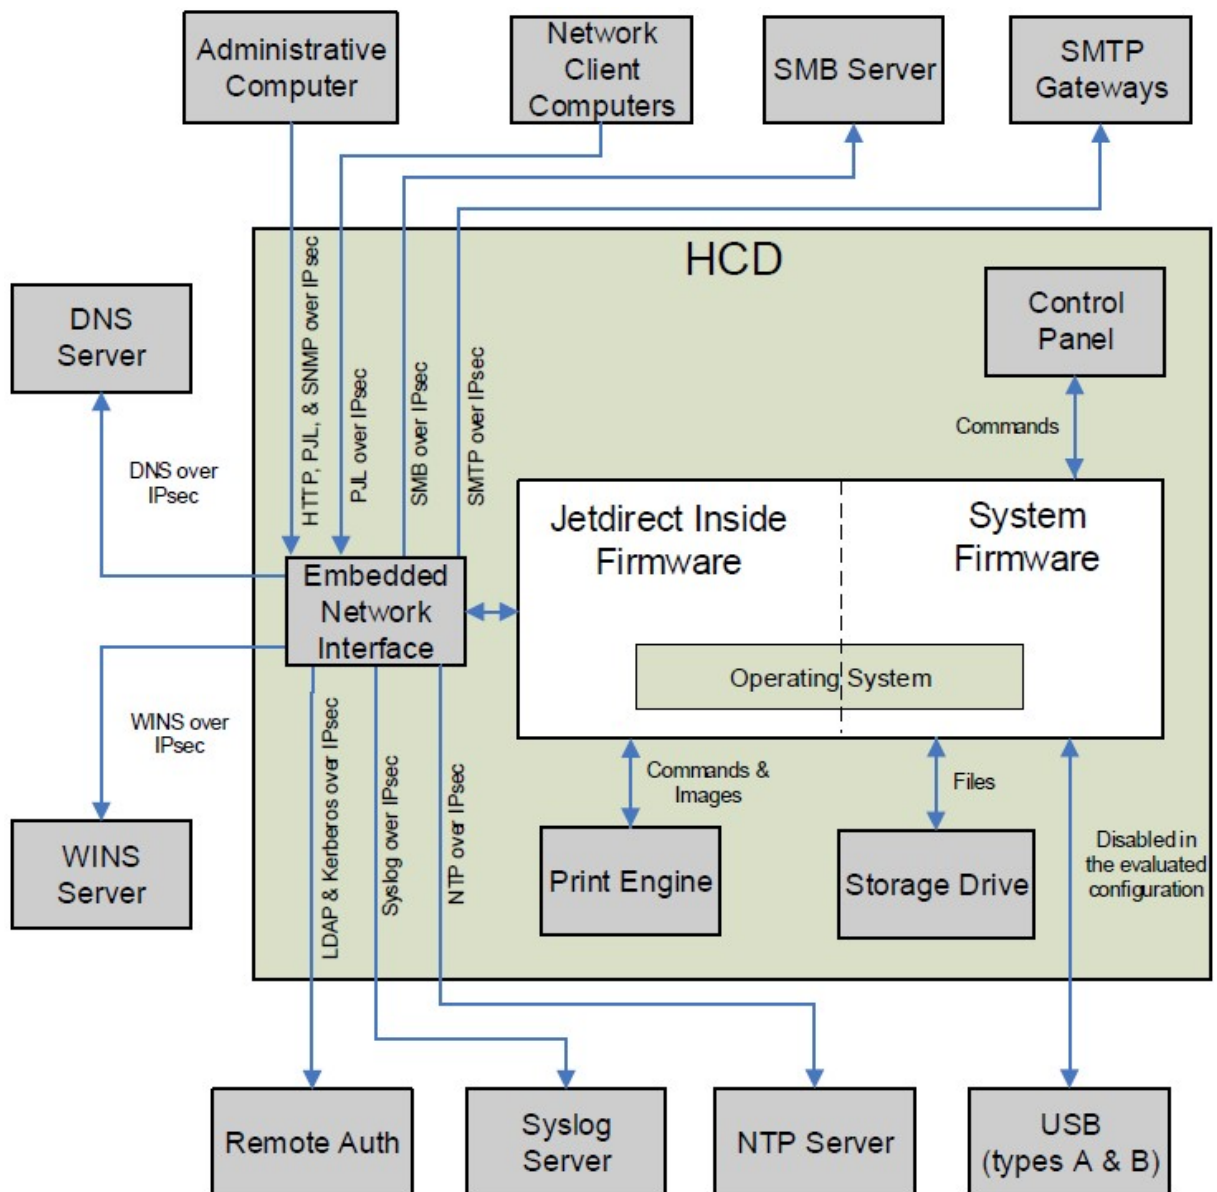 Administrative
Computer
Network
Client
Computers
SMB Server
SMTP
Gateways
HCD
DNS
Server
Control
Panel
HTTP, PJL, & SNMP over IPsec
PJL over IPsec
SMB over IPsec
SMTP over IPsec
Commands
DNS over
IPsec
Jetdirect Inside
Firmware
System
Firmware
Embedded
Network
Interface
Operating System
WINS over
IPsec
LDAP & Kerberos over IPsec
Syslog over IPsec
NTP over IPsec
Commands &
Images
Files
Disabled in
the evaluated
configuration
WINS
Server
Print Engine
Storage Drive
Remote Auth
Syslog
Server
NTP Server
USB
(types A & B)